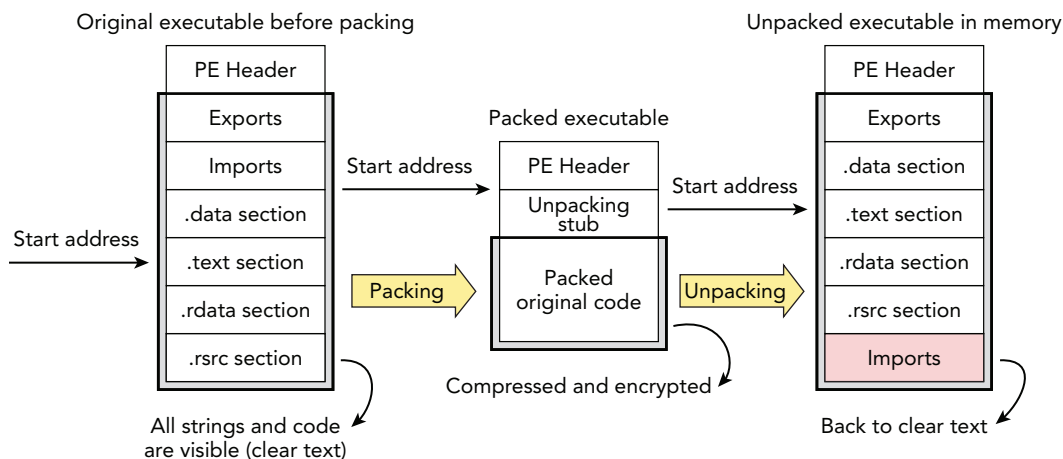 Original executable before packing
PE Header
Exports
Imports
.data section
.text section
.rdata section
.rsrc section
Start address
All strings and code
are visible (clear text)
Packing
Start address
Packed executable
PE Header
Unpacking
stub
Packed
original code
Compressed and encrypted
Unpacking
Start address
Unpacked executable in memory
PE Header
Exports
.data section
.text section
.rdata section
.rsrc section
Imports
Back to clear text